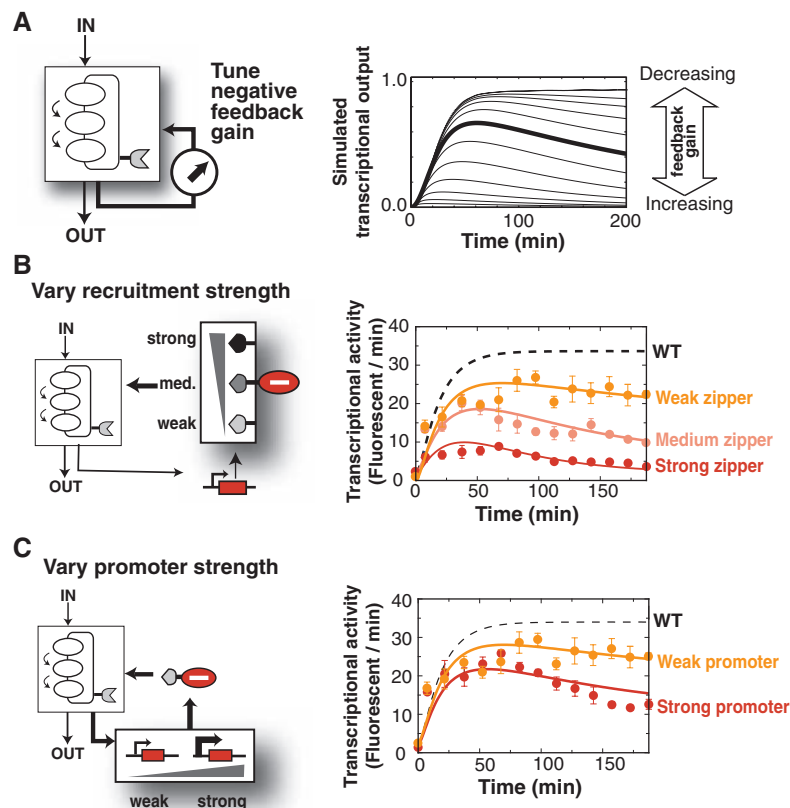 A
IN
Tune
negative
feedback
gain
OUT
Simulated
transcriptional output
1.0
0.0
0
100
200
Time (min)
Decreasing
feedback
gain
Increasing
B
Vary recruitment strength
IN
strong
med.
weak
OUT
Transcriptional activity
(Fluorescent / min)
40
30
20
10
0
0
50
100
150
Time (min)
WT
Weak zipper
Medium zipper
Strong zipper
C
Vary promoter strength
IN
OUT
weak strong
Transcriptional activity
(Fluorescent / min)
40
30
20
10
0
0
50
100
150
Time (min)
WT
Weak promoter
Strong promoter